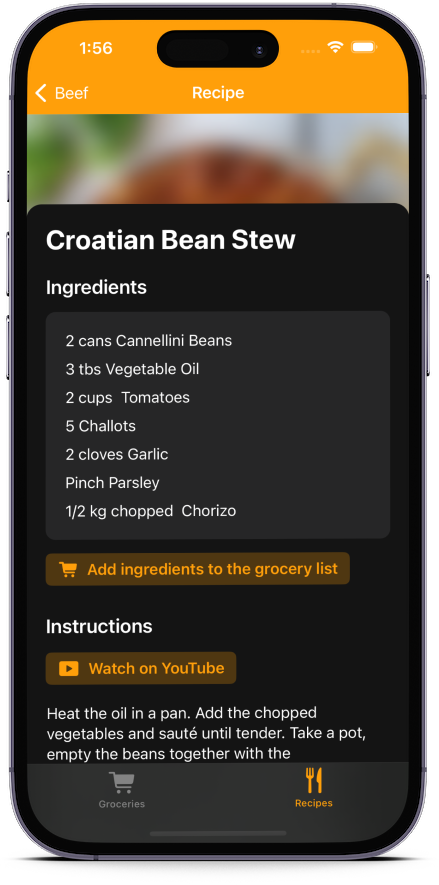 1:56
Beef
Recipe
Croatian Bean Stew
Ingredients
2 cans Cannellini Beans
3 tbs Vegetable Oil
2 cups  Tomatoes
5 Challots
2 cloves Garlic
Pinch Parsley
1/2 kg chopped  Chorizo
Add ingredients to the grocery list
Instructions
Watch on YouTube
Heat the oil in a pan. Add the chopped
vegetables and sauté until tender. Take a pot,
empty the beans together with the
Groceries
Recipes